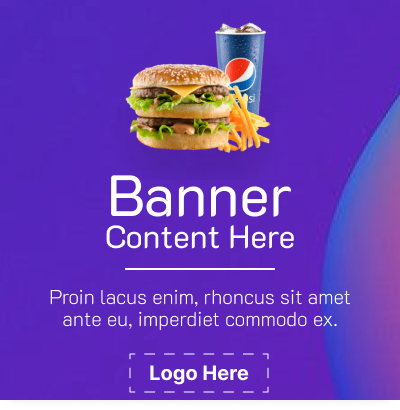 Banner
Content Here
Proin lacus enim, rhoncus sit amet
ante eu, imperdiet commodo ex.
Logo Here